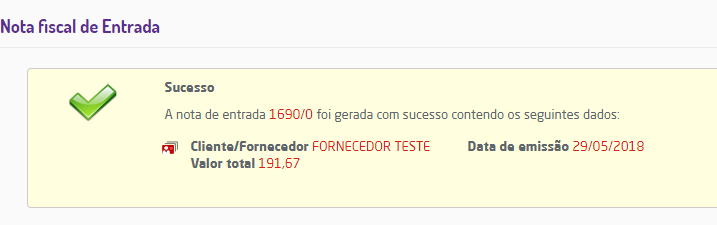 Nota fiscal de Entrada
Sucesso
A nota de entrada 1690/0 foi gerada com sucesso contendo os seguintes dados:
Cliente/Fornecedor FORNECEDOR TESTE Data de emissão 29/05/2018
Valor total 191,67